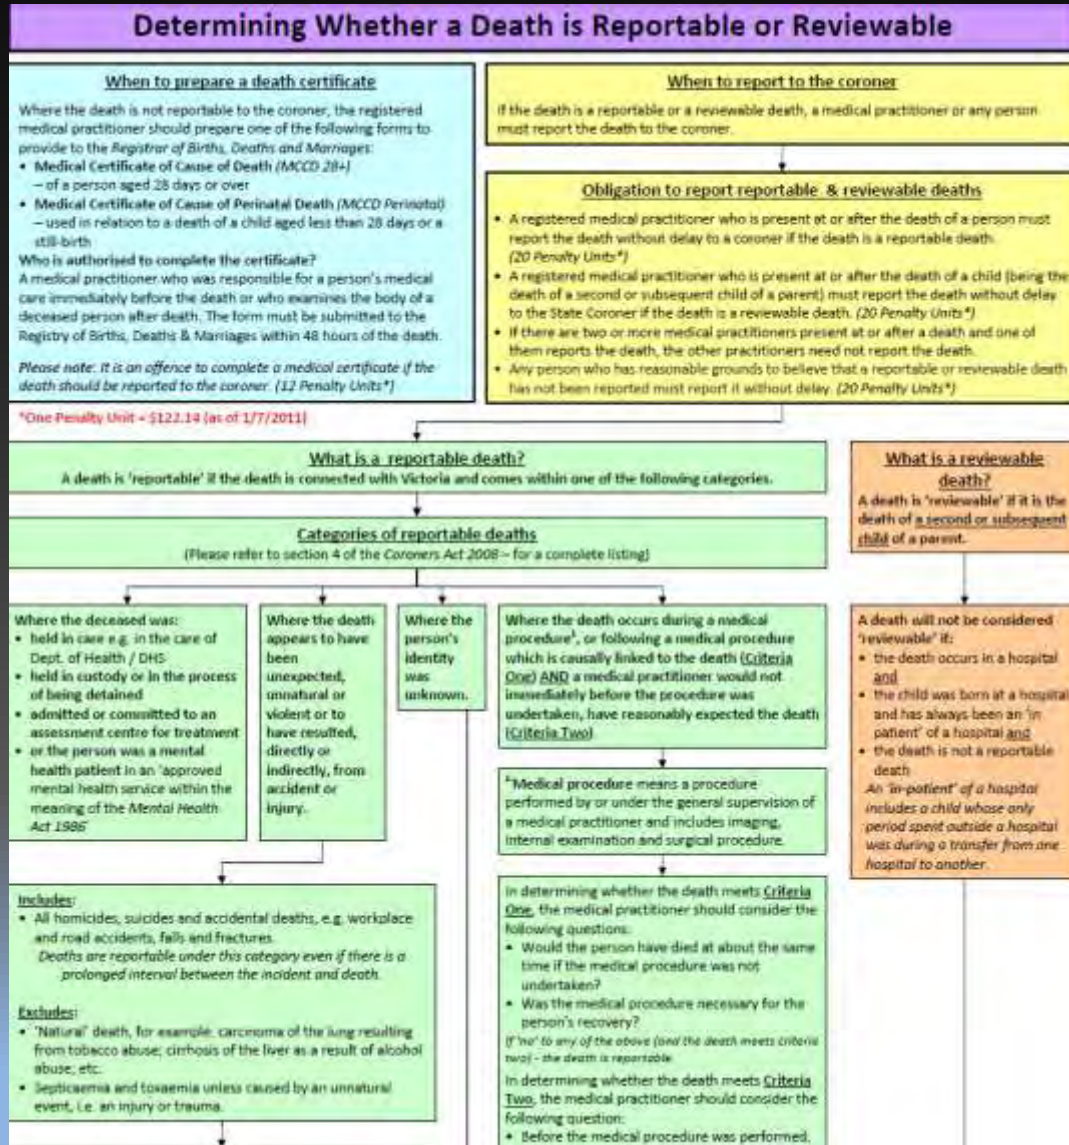 Determining Whether a Death is Reportable or Reviewable
When to prepare a death certificate
Where the death is not reportable to the coroner, the registered
medical practitioner should prepare one of the following forms to
provide to the Registrar of Births, Deaths and Marriages:
• Medical Certificate of Cause of Death (MCCD 28+)
– of a person aged 28 days or over
• Medical Certificate of Cause of Perinatal Death (MCCD Perinatal)
– used in relation to a death of a child aged less than 28 days or a
still-birth
Who is authorised to complete the certificate?
A medical practitioner who was responsible for a person's medical
care immediately before the death or who examines the body of a
deceased person after death. The form must be submitted to the
Registry of Births, Deaths & Marriages within 48 hours of the death.
Please note: It is an offence to complete a medical certificate if the
death should be reported to the coroner. (12 Penalty Units*)
*One Penalty Unit = $122.14 (as of 1/7/2011)
When to report to the coroner
If the death is a reportable or a reviewable death, a medical practitioner or any person
must report the death to the coroner.
Obligation to report reportable & reviewable deaths
• A registered medical practitioner who is present at or after the death of a person must
report the death without delay to a coroner if the death is a reportable death.
(20 Penalty Units*)
• A registered medical practitioner who is present at or after the death of a child (being the
death of a second or subsequent child of a parent) must report the death without delay
to the State Coroner if the death is a reviewable death. (20 Penalty Units*)
• If there are two or more medical practitioners present at or after a death and one of
them reports the death, the other practitioners need not report the death.
• Any person who has reasonable grounds to believe that a reportable or reviewable death
has not been reported must report it without delay. (20 Penalty Units*)
What is a reportable death?
A death is 'reportable' if the death is connected with Victoria and comes within one of the following categories.
Categories of reportable deaths
(Please refer to section 4 of the Coroners Act 2008 – for a complete listing)
Where the deceased was:
• held in care e.g. in the care of
Dept. of Health / DHS
• held in custody or in the process
of being detained
• admitted or committed to an
assessment centre for treatment
• or the person was a mental
health patient in an 'approved
mental health service within the
meaning of the Mental Health
Act 1986
Where the death
appears to have
been
unexpected,
unnatural or
violent or to
have resulted,
directly or
indirectly, from
accident or
injury.
Where the
person's
identity
was
unknown.
Where the death occurs during a medical
procedure¹, or following a medical procedure
which is causally linked to the death (Criteria
One) AND a medical practitioner would not
immediately before the procedure was
undertaken, have reasonably expected the death
(Criteria Two)
¹Medical procedure means a procedure
performed by or under the general supervision of
a medical practitioner and includes imaging,
internal examination and surgical procedure.
Includes:
• All homicides, suicides and accidental deaths, e.g. workplace
and road accidents, falls and fractures.
Deaths are reportable under this category even if there is a
prolonged interval between the incident and death.
Excludes:
• 'Natural' death, for example: carcinoma of the lung resulting
from tobacco abuse; cirrhosis of the liver as a result of alcohol
abuse, etc.
• Septicaemia and toxaemia unless caused by an unnatural
event, i.e. an injury or trauma.
In determining whether the death meets Criteria
One, the medical practitioner should consider the
following questions:
• Would the person have died at about the same
time if the medical procedure was not
undertaken?
• Was the medical procedure necessary for the
person's recovery?
If 'no' to any of the above (and the death meets criteria
two) - the death is reportable
In determining whether the death meets Criteria
Two, the medical practitioner should consider the
following question:
• Before the medical procedure was performed,
What is a reviewable
death?
A death is 'reviewable' if it is the
death of a second or subsequent
child of a parent.
A death will not be considered
'reviewable' if:
• the death occurs in a hospital
and
• the child was born at a hospital
and has always been an 'in
patient' of a hospital and
• the death is not a reportable
death
An 'in-patient' of a hospital
includes a child whose only
period spent outside a hospital
was during a transfer from one
hospital to another.